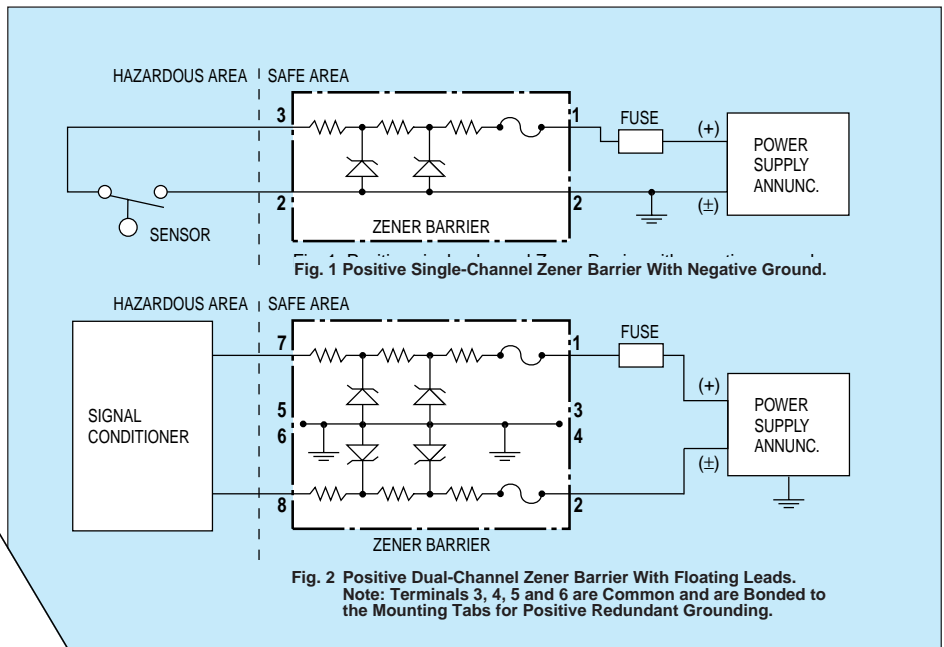 HAZARDOUS AREA SAFE AREA
3
1
FUSE
(+)
POWER
SUPPLY
ANNUNC.
2
2
(±)
SENSOR
ZENER BARRIER
Fig. 1 Positive Single-Channel Zener Barrier With Negative Ground.
HAZARDOUS AREA SAFE AREA
7
1
FUSE
(+)
SIGNAL
CONDITIONER
5
3
6
4
POWER
SUPPLY
ANNUNC.
(±)
8
2
ZENER BARRIER
Fig. 2 Positive Dual-Channel Zener Barrier With Floating Leads.
Note: Terminals 3, 4, 5 and 6 are Common and are Bonded to
the Mounting Tabs for Positive Redundant Grounding.